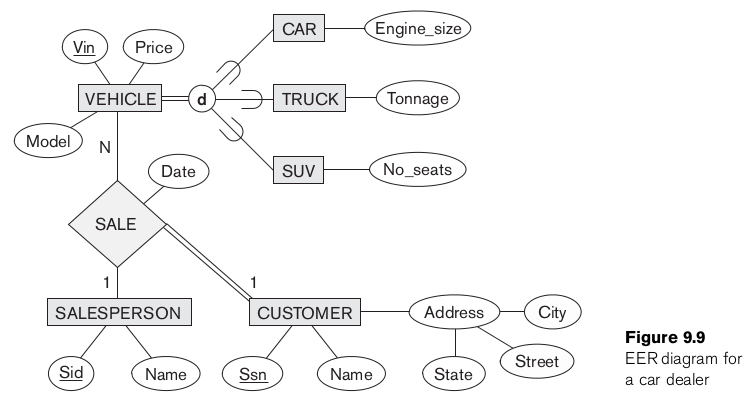 CAR
Engine_size
Vin
Price
VEHICLE
d
TRUCK
Tonnage
Model
N
Date
SUV
No_seats
SALE
1
1
SALESPERSON
CUSTOMER
Address
City
Sid
Name
Ssn
Name
State
Street
Figure 9.9
EER diagram for
a car dealer